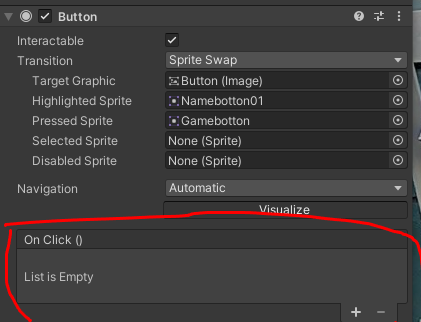 Button
Interactable
Transition Sprite Swap
Target Graphic Button (Image)
Highlighted Sprite Namebotton01
Pressed Sprite Gamebotton
Selected Sprite None (Sprite)
Disabled Sprite None (Sprite)
Navigation Automatic
Visualize
On Click ()
List is Empty